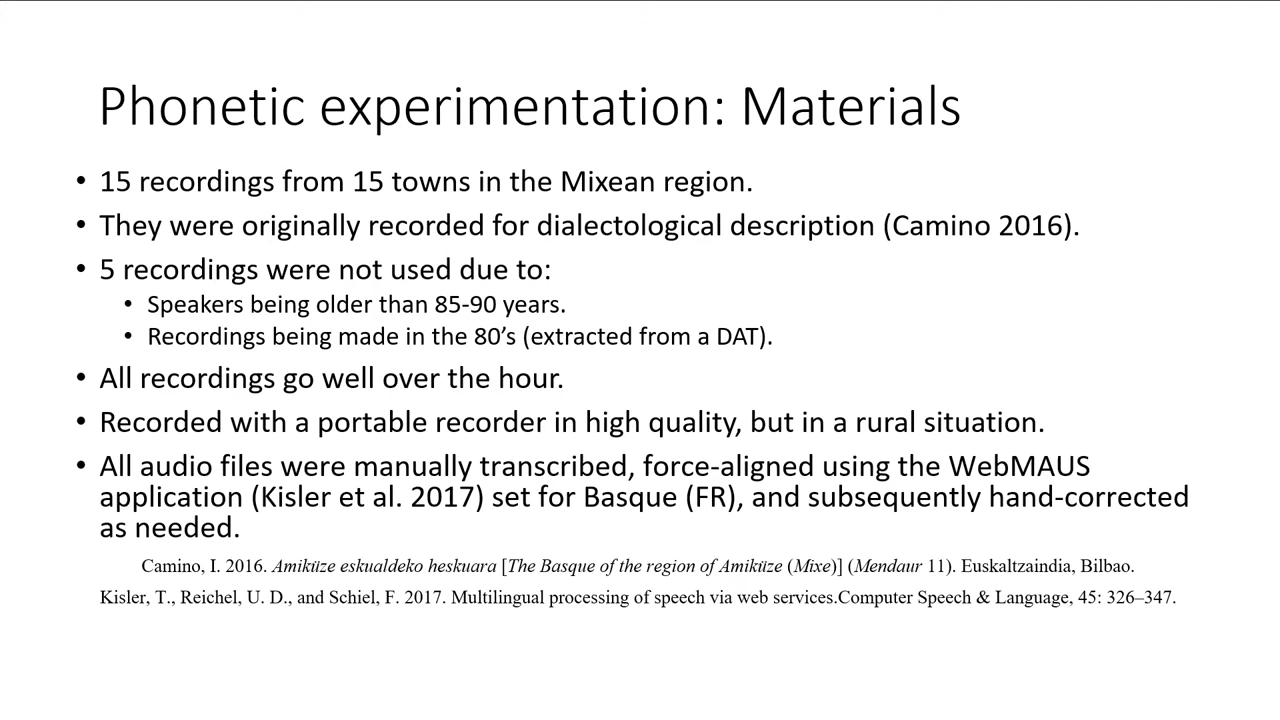 Phonetic experimentation: Materials
• 15 recordings from 15 towns in the Mixean region.
• They were originally recorded for dialectological description (Camino 2016).
• 5 recordings were not used due to:
• Speakers being older than 85-90 years.
• Recordings being made in the 80’s (extracted from a DAT).
• All recordings go well over the hour.
• Recorded with a portable recorder in high quality, but in a rural situation.
• All audio files were manually transcribed, force-aligned using the WebMAUS
application (Kisler et al. 2017) set for Basque (FR), and subsequently hand-corrected
as needed.
Camino, I. 2016. Amiküze eskualdeko heskuara [The Basque of the region of Amiküze (Mixe)] (Mendaur 11). Euskaltzaindia, Bilbao.
Kisler, T., Reichel, U. D., and Schiel, F. 2017. Multilingual processing of speech via web services.Computer Speech & Language, 45: 326–347.